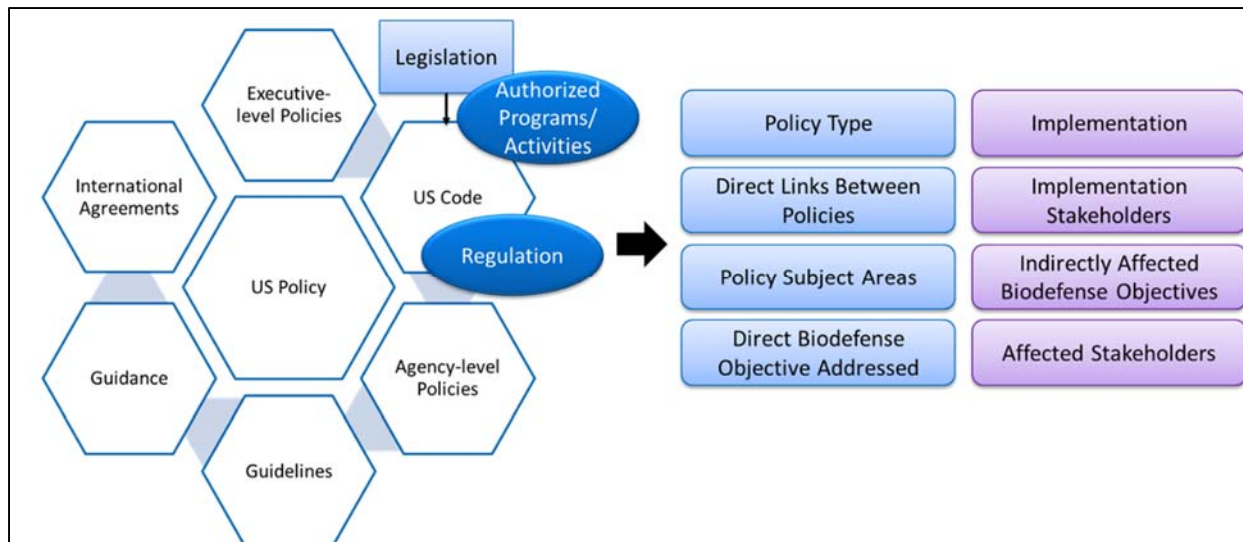 Legislation
Executive-
level Policies
Authorized
Programs/
Activities
International
Agreements
US Code
Regulation
US Policy
Guidance
Agency-level
Policies
Guidelines
Policy Type
Implementation
Direct Links Between
Policies
Implementation
Stakeholders
Policy Subject Areas
Indirectly Affected
Biodefense Objectives
Direct Biodefense
Objective Addressed
Affected Stakeholders